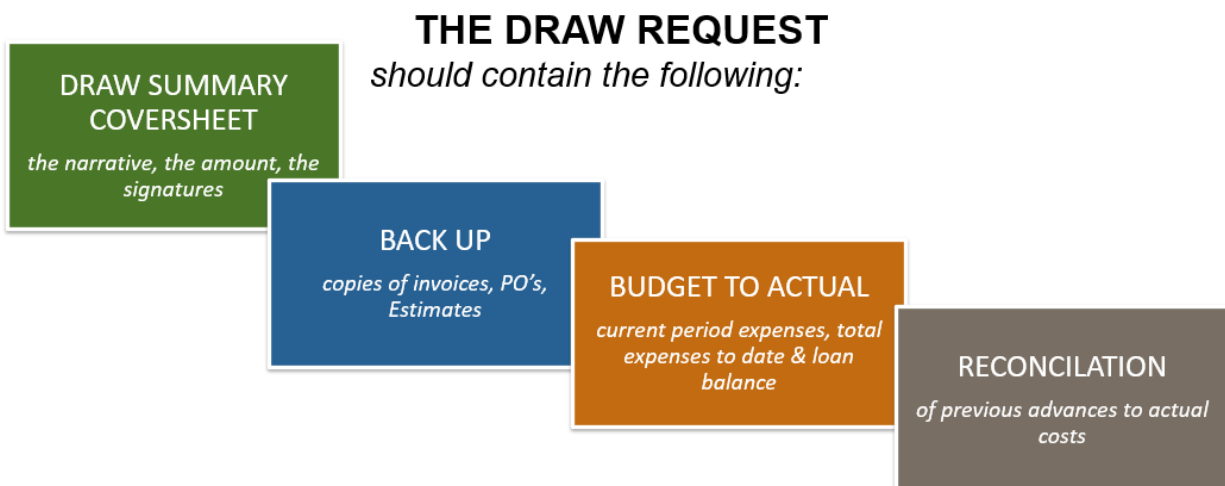 THE DRAW REQUEST
should contain the following:
DRAW SUMMARY
COVERSHEET
the narrative, the amount, the
signatures
BACK UP
copies of invoices, PO's,
Estimates
BUDGET TO ACTUAL
current period expenses, total
expenses to date & loan
balance
RECONCILATION
of previous advances to actual
costs